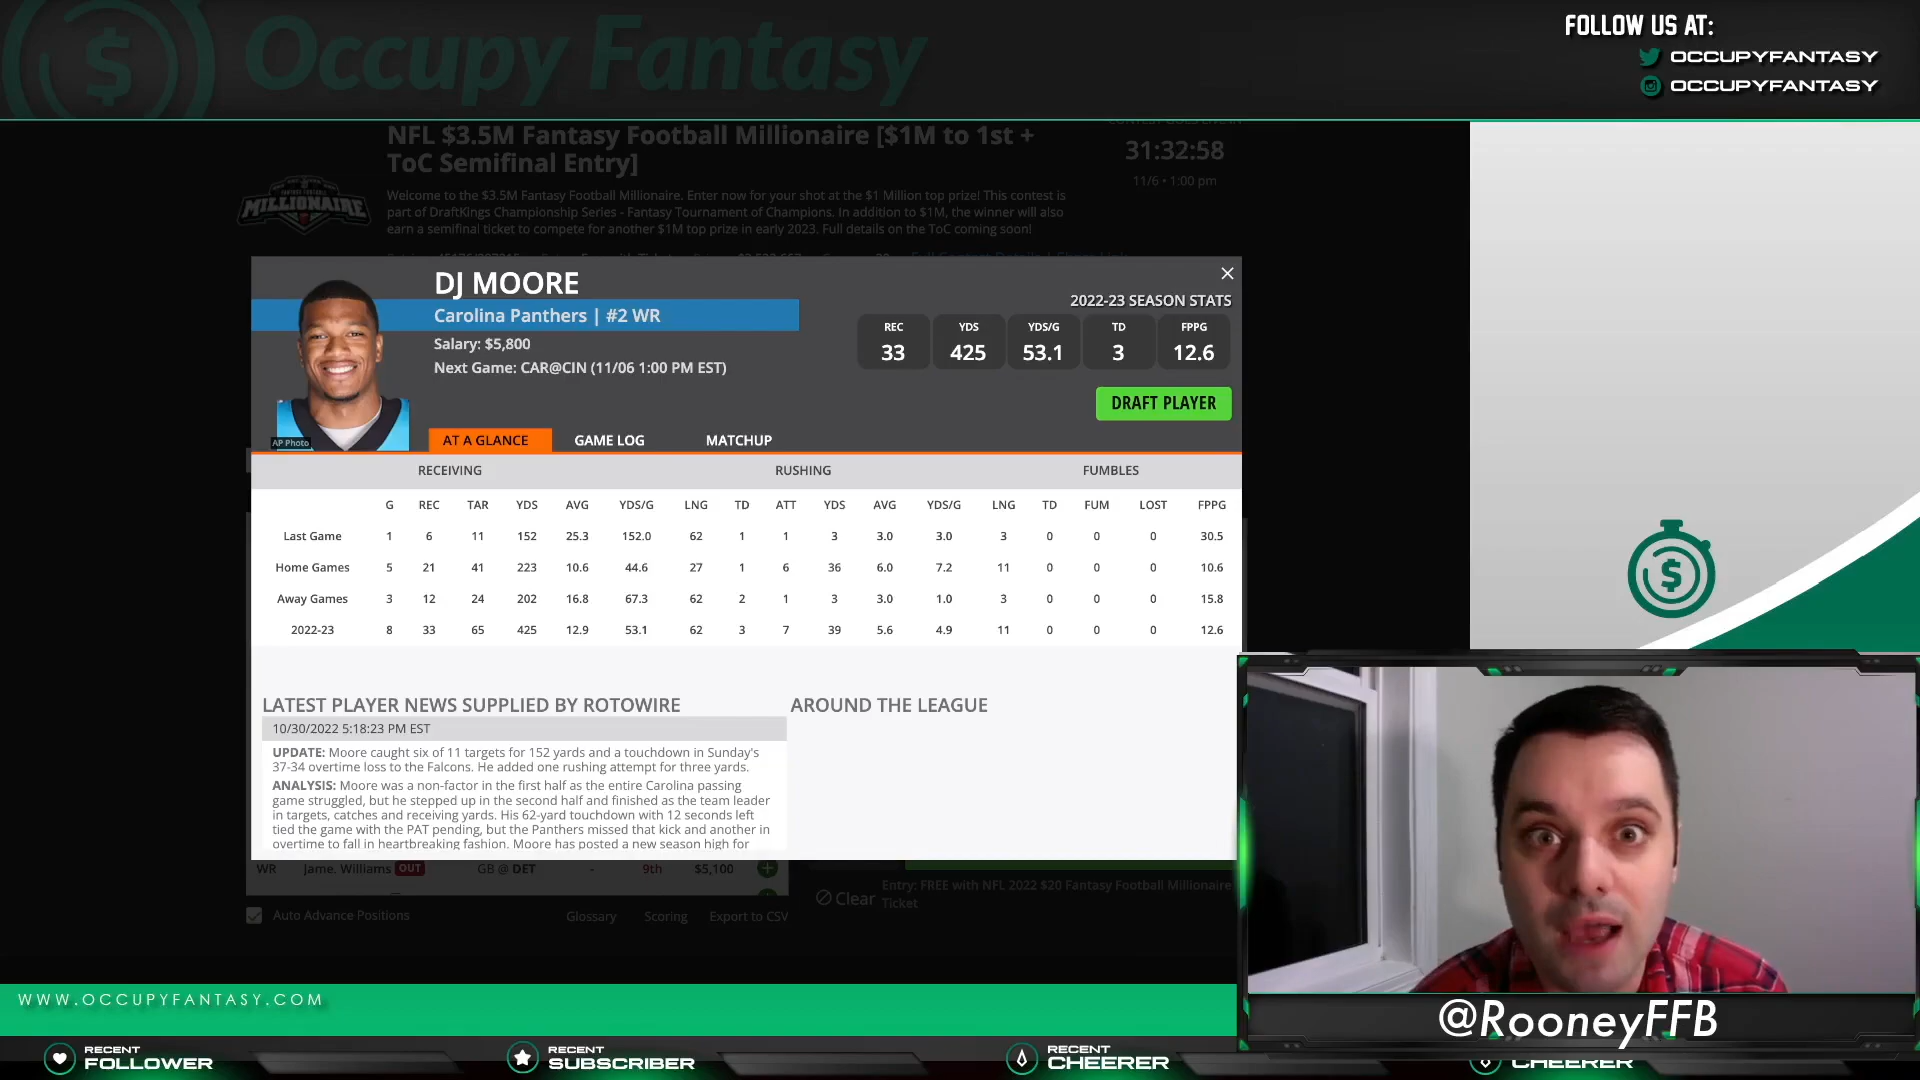 Occupy Fantasy
FOLLOW US AT:
OCCUPYFANTASY
OCCUPYFANTASY
NFL $3.5M Fantasy Football Millionaire [$1M to 1st +
ToC Semifinal Entry]
31:32:58
11/6 • 1:00 pm
MILLIONAIRE
Welcome to the $3.5M Fantasy Football Millionaire. Enter now for your shot at the $1 Million top prize! This contest is
part of DraftKings Championship Series - Fantasy Tournament of Champions. In addition to $1M, the winner will also
earn a semifinal ticket to compete for another $1M top prize in early 2023. Full details on the ToC coming soon!
DJ MOORE
Carolina Panthers | #2 WR
Salary: $5,800
Next Game: CAR@CIN (11/06 1:00 PM EST)
AP Photo
2022-23 SEASON STATS
REC YDS YDS/G TD FPPG
33 425 53.1 3 12.6
DRAFT PLAYER
AT A GLANCE GAME LOG MATCHUP
RECEIVING RUSHING FUMBLES
G REC TAR YDS AVG YDS/G LNG TD ATT YDS AVG YDS/G LNG TD FUM LOST FPPG
Last Game 1 6 11 152 25.3 152.0 62 1 1 3 3.0 3.0 3 0 0 0 30.5
Home Games 5 21 41 223 10.6 44.6 27 1 6 36 6.0 7.2 11 0 0 0 10.6
Away Games 3 12 24 202 16.8 67.3 62 2 1 3 3.0 1.0 3 0 0 0 15.8
2022-23 8 33 65 425 12.9 53.1 62 3 7 39 5.6 4.9 11 0 0 0 12.6
LATEST PLAYER NEWS SUPPLIED BY ROTOWIRE
AROUND THE LEAGUE
10/30/2022 5:18:23 PM EST
UPDATE: Moore caught six of 11 targets for 152 yards and a touchdown in Sunday's
37-34 overtime loss to the Falcons. He added one rushing attempt for three yards.
ANALYSIS: Moore was a non-factor in the first half as the entire Carolina passing
game struggled, but he stepped up in the second half and finished as the team leader
in targets, catches and receiving yards. His 62-yard touchdown with 12 seconds left
tied the game with the PAT pending, but the Panthers missed that kick and another in
overtime to fall in heartbreaking fashion. Moore has posted a new season high for
WR Jame. Williams OUT GB @ DET - 9th $5,100
Clear
Entry: FREE with NFL 2022 $20 Fantasy Football Millionaire
Ticket
Auto Advance Positions Glossary Scoring Export to CSV
WWW.OCCUPYFANTASY.COM
@RooneyFFB
RECENT
FOLLOWER
RECENT
SUBSCRIBER
RECENT
CHEERER
CHEERER